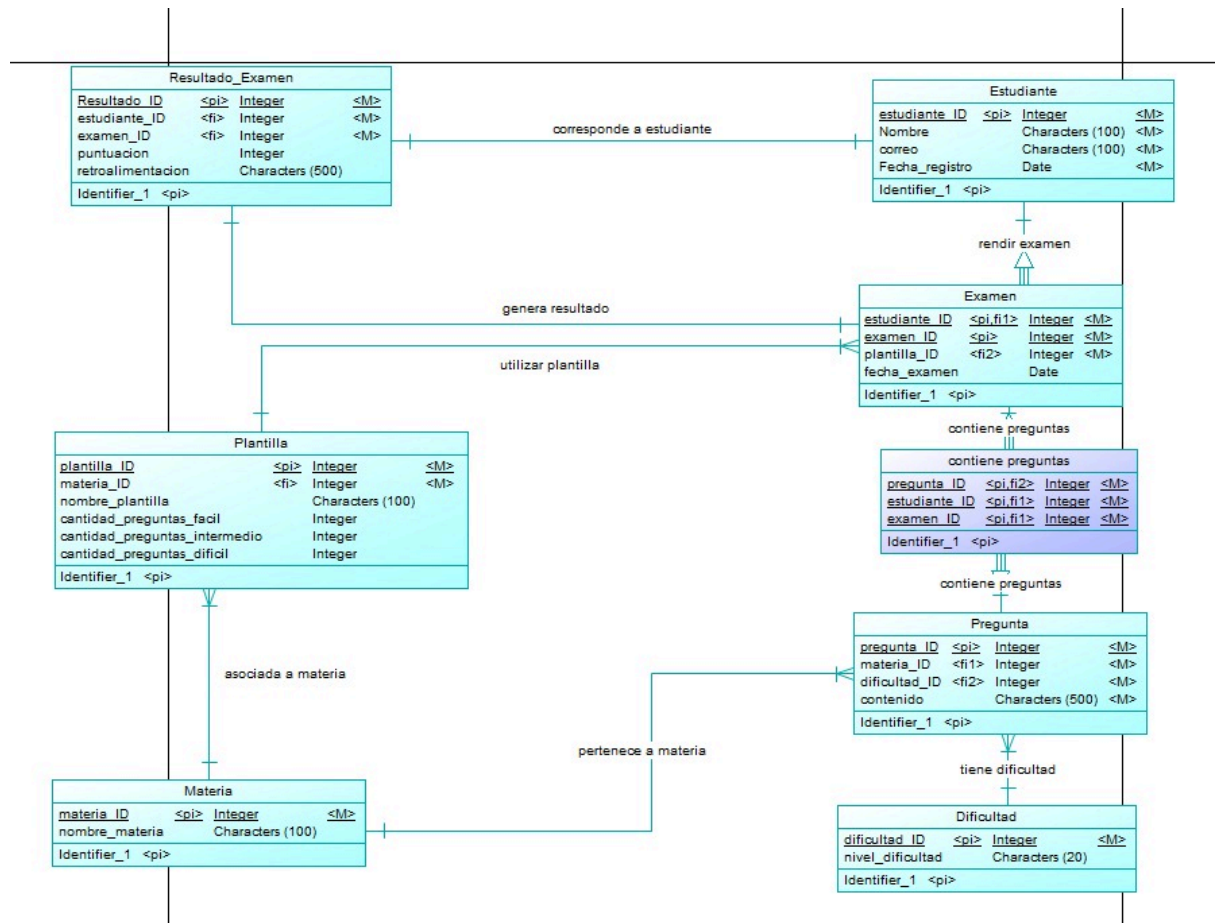 Resultado_Examen
Resultado_ID <pi> Integer <M>
estudiante_ID <fi> Integer <M>
examen_ID <fi> Integer <M>
puntuacion Integer
retroalimentacion Characters (500)
Identifier_1 <pi>
corresponde a estudiante
Estudiante
estudiante_ID <pi> Integer <M>
Nombre Characters (100) <M>
correo Characters (100) <M>
Fecha_registro Date <M>
Identifier_1 <pi>
rendir examen
genera resultado
utilizar plantilla
Examen
estudiante_ID <pi,fi1> Integer <M>
examen_ID <pi> Integer <M>
plantilla_ID <fi2> Integer <M>
fecha_examen Date
Identifier_1 <pi>
contiene preguntas
Plantilla
plantilla_ID <pi> Integer <M>
materia_ID <fi> Integer <M>
nombre_plantilla Characters (100)
cantidad_preguntas_facil Integer
cantidad_preguntas_intermedio Integer
cantidad_preguntas_dificil Integer
Identifier_1 <pi>
contiene preguntas
pregunta_ID <pi,fi2> Integer <M>
estudiante_ID <pi,fi1> Integer <M>
examen_ID <pi,fi1> Integer <M>
Identifier_1 <pi>
contiene preguntas
Pregunta
pregunta_ID <pi> Integer <M>
materia_ID <fi1> Integer <M>
dificultad_ID <fi2> Integer <M>
contenido Characters (500) <M>
Identifier_1 <pi>
asociada a materia
pertenece a materia
tiene dificultad
Materia
materia_ID <pi> Integer <M>
nombre_materia Characters (100)
Identifier_1 <pi>
Dificultad
dificultad_ID <pi> Integer <M>
nivel_dificultad Characters (20)
Identifier_1 <pi>